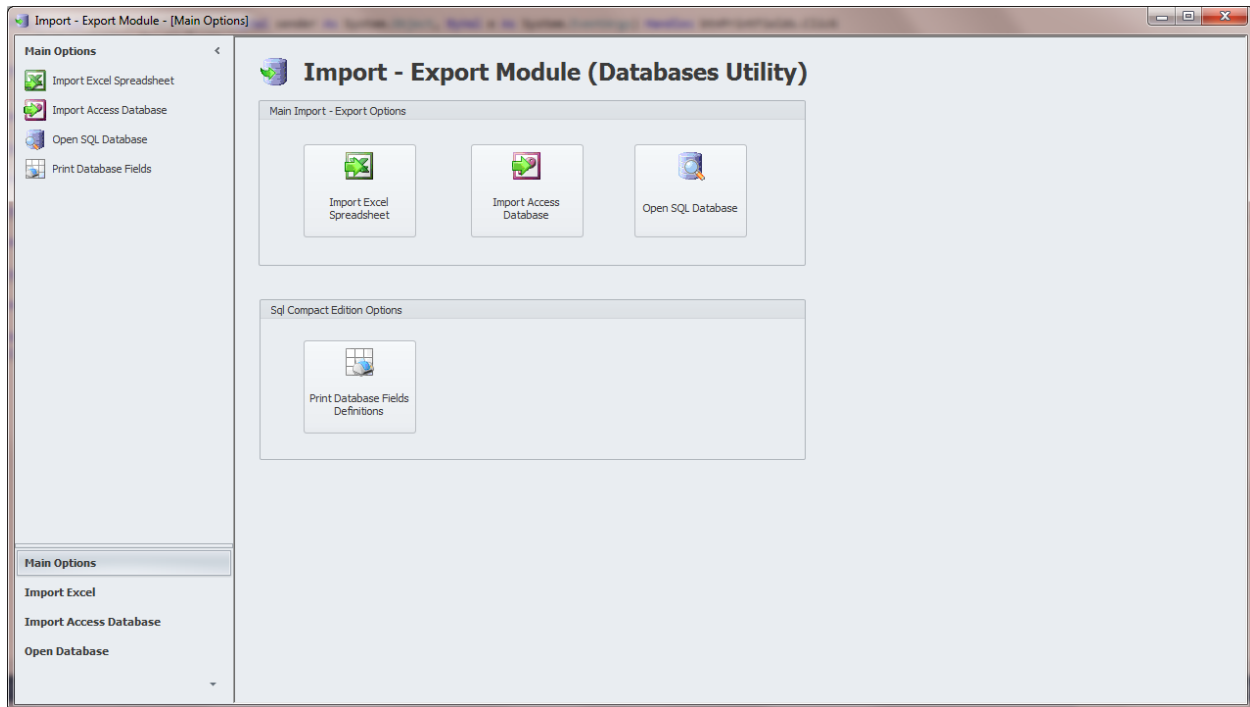 Import - Export Module - [Main Options]
Main Options
Import Excel Spreadsheet
Import Access Database
Open SQL Database
Print Database Fields
Import - Export Module (Databases Utility)
Main Import - Export Options
Import Excel
Spreadsheet
Import Access
Database
Open SQL Database
Sql Compact Edition Options
Print Database Fields
Definitions
Main Options
Import Excel
Import Access Database
Open Database